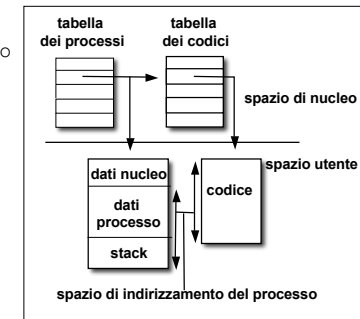 tabella
dei processi
tabella
dei codici
spazio di nucleo
spazio utente
dati nucleo
dati
processo
stack
codice
spazio di indirizzamento del processo